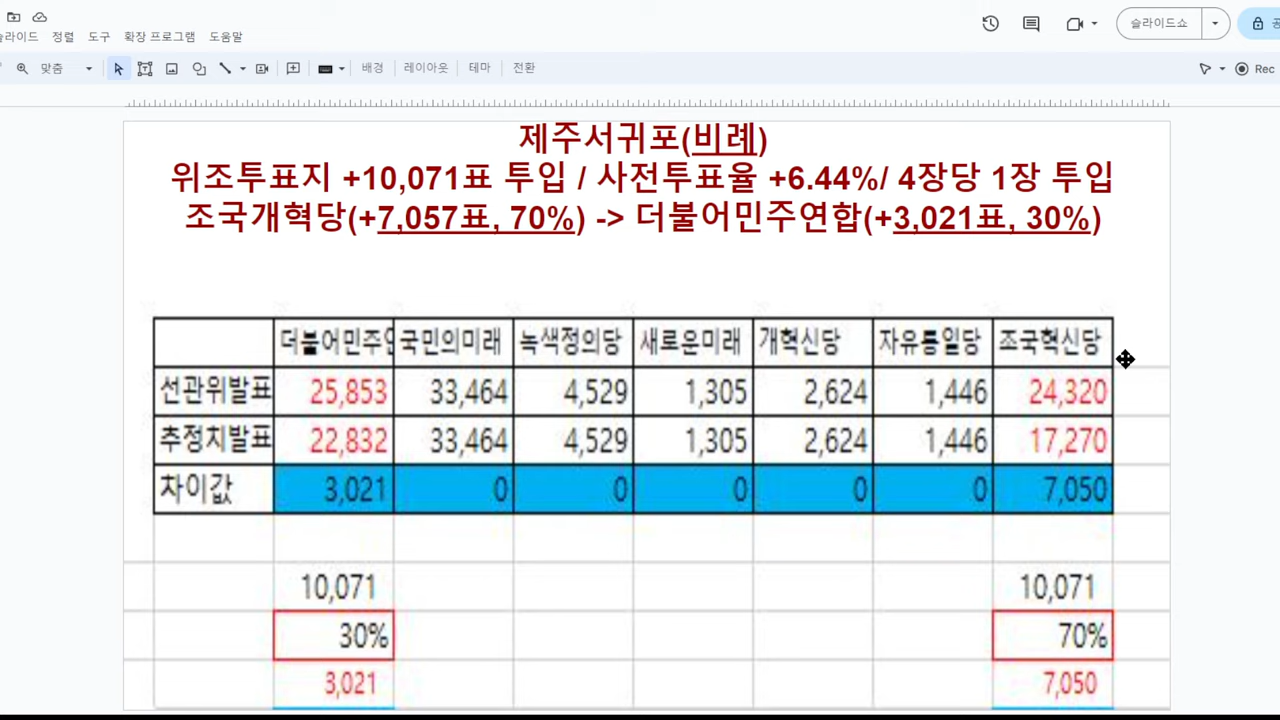 슬라이드 정렬 도구 확장 프로그램 도움말 슬라이드쇼
맞춤 배경 레이아웃 테마 전환 Rec
제주서귀포(비례)
위조투표지 +10,071표 투입 / 사전투표율 +6.44%/ 4장당 1장 투입
조국개혁당(+7,057표, 70%) -> 더불어민주연합(+3,021표, 30%)
더불어민주연 국민의미래 녹색정의당 새로운미래 개혁신당 자유통일당 조국혁신당
선관위발표 25,853 33,464 4,529 1,305 2,624 1,446 24,320
추정치발표 22,832 33,464 4,529 1,305 2,624 1,446 17,270
차이값 3,021 0 0 0 0 0 7,050
10,071 10,071
30% 70%
3,021 7,050